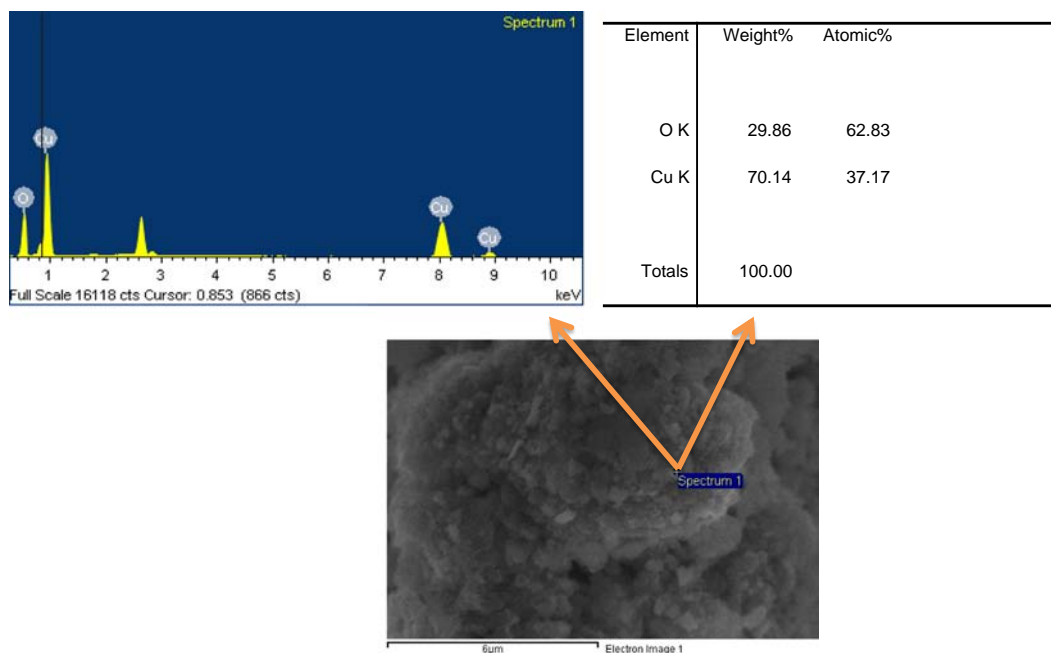 Spectrum 1
Cu
O
Cu
Cu
1 2 3 4 5 6 7 8 9 10
Full Scale 16118 cts Cursor: 0.853 (866 cts) keV
Element Weight% Atomic%
O K 29.86 62.83
Cu K 70.14 37.17
Totals 100.00
Spectrum 1
6µm Electron Image 1